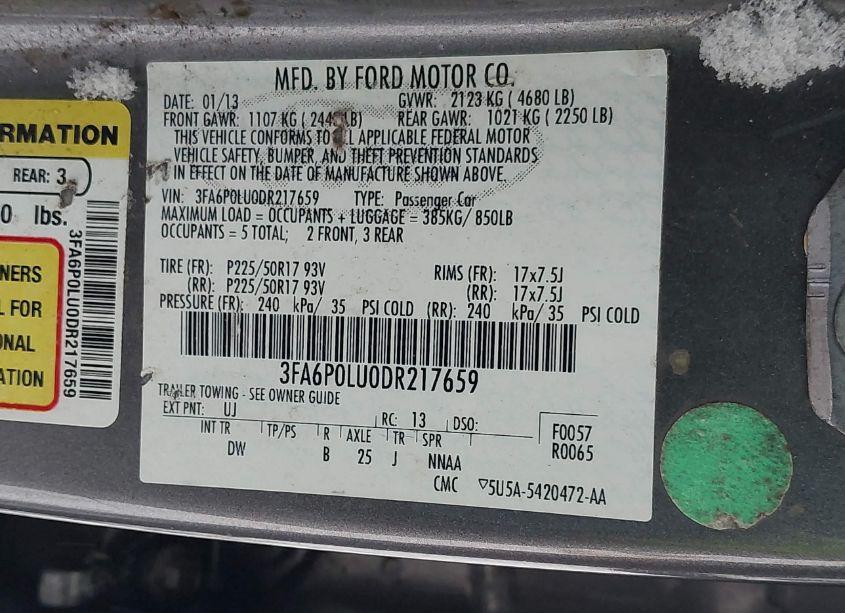 MFD. BY FORD MOTOR CO.
DATE: 01/13 GVWR: 2123 KG ( 4680 LB)
FRONT GAWR: 1107 KG ( 244 LB) REAR GAWR: 1021 KG ( 2250 LB)
THIS VEHICLE CONFORMS TO ALL APPLICABLE FEDERAL MOTOR
VEHICLE SAFETY, BUMPER, AND THEFT PREVENTION STANDARDS
IN EFFECT ON THE DATE OF MANUFACTURE SHOWN ABOVE.
VIN: 3FA6P0LU0DR217659 TYPE: Passenger Car
MAXIMUM LOAD = OCCUPANTS + LUGGAGE = 385KG/ 850LB
OCCUPANTS = 5 TOTAL; 2 FRONT, 3 REAR
TIRE (FR): P225/50R17 93V RIMS (FR): 17x7.5J
(RR): P225/50R17 93V (RR): 17x7.5J
PRESSURE (FR): 240 kPa/ 35 PSI COLD (RR): 240 kPa/ 35 PSI COLD
3FA6P0LU0DR217659
TRAILER TOWING - SEE OWNER GUIDE
EXT PNT: UJ RC: 13 DSO: F0057
R0065
INT TR TP/PS R AXLE TR SPR
DW B 25 J NNAA
CMC ▽5U5A-5420472-AA
ORMATION
REAR: 3
0 lbs.
3FA6P0LU0DR217659
NERS
L FOR
ONAL
ATION